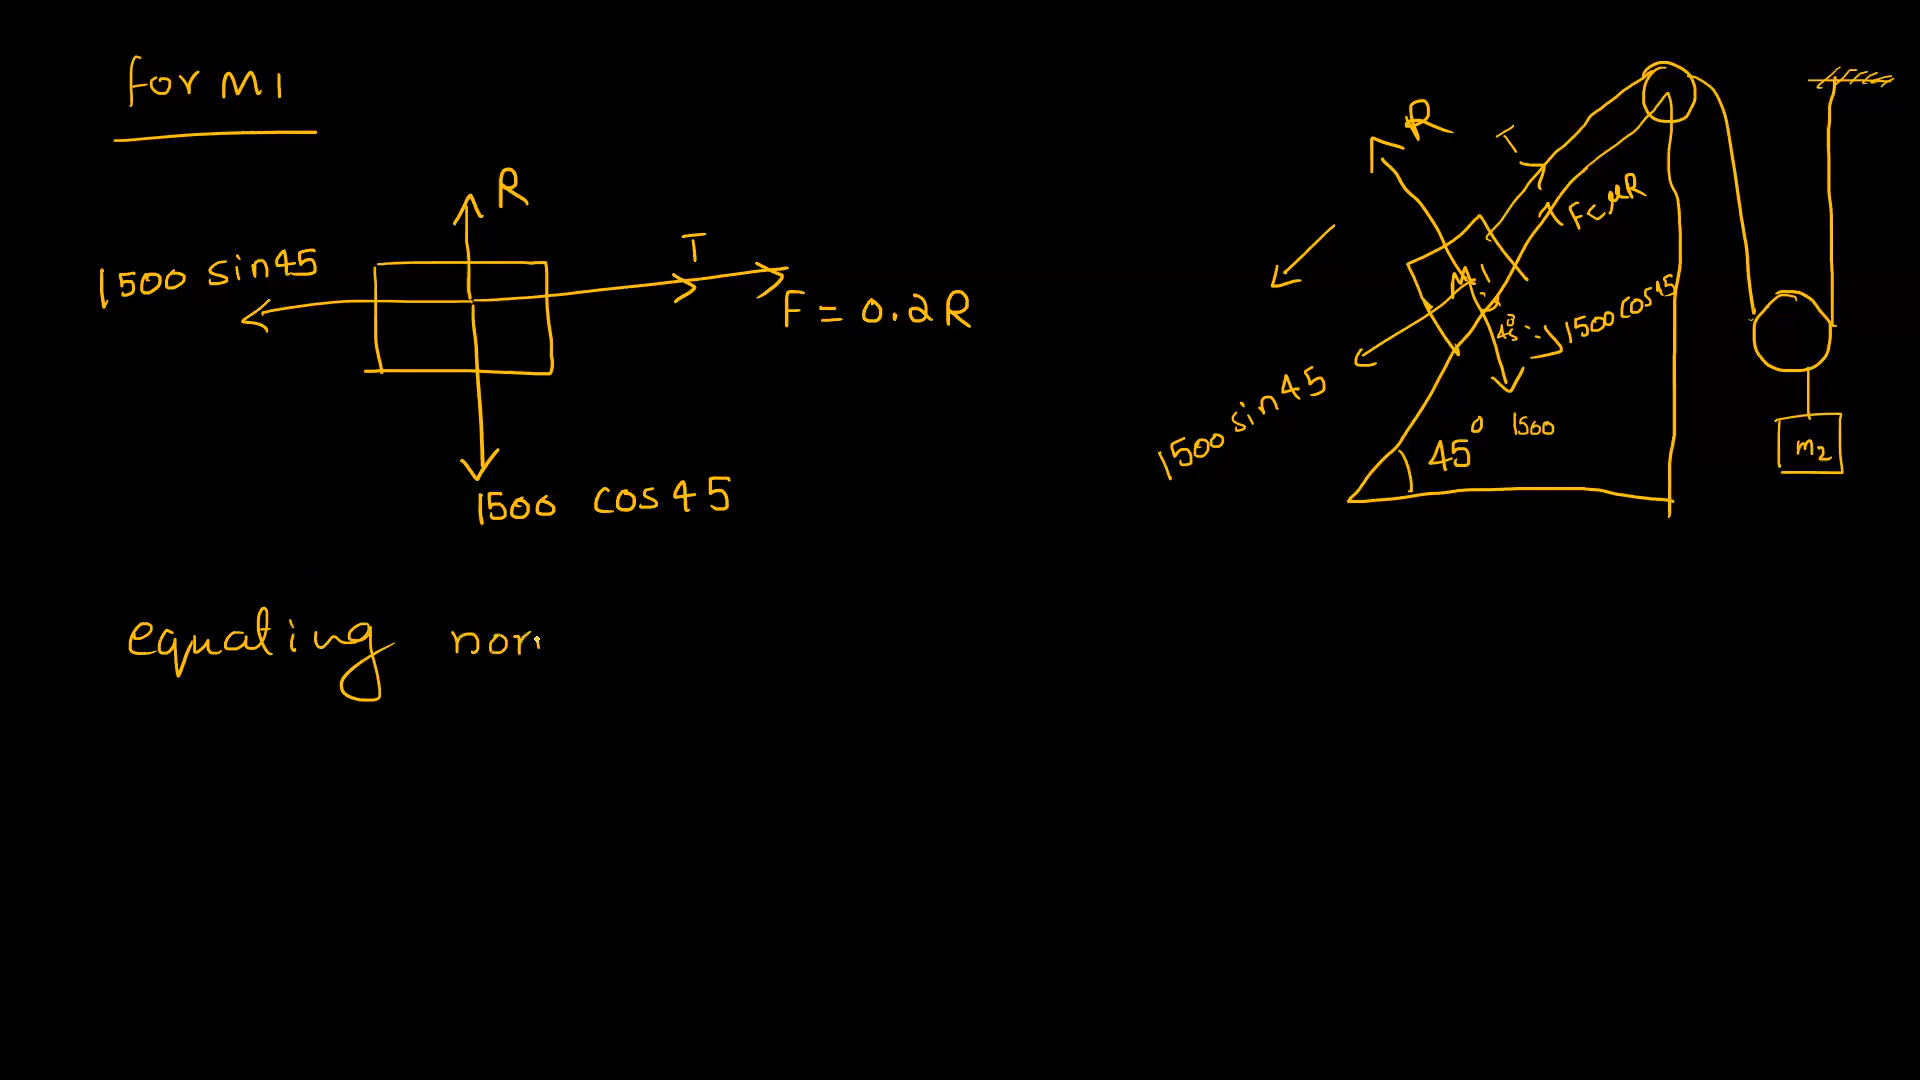 for M1
R
T
1500 sin45
F = 0.2R
1500 cos45
equating nor
R
T
F=μR
M1
45°
1500 cos45
1500 sin45
45°
1500
m2